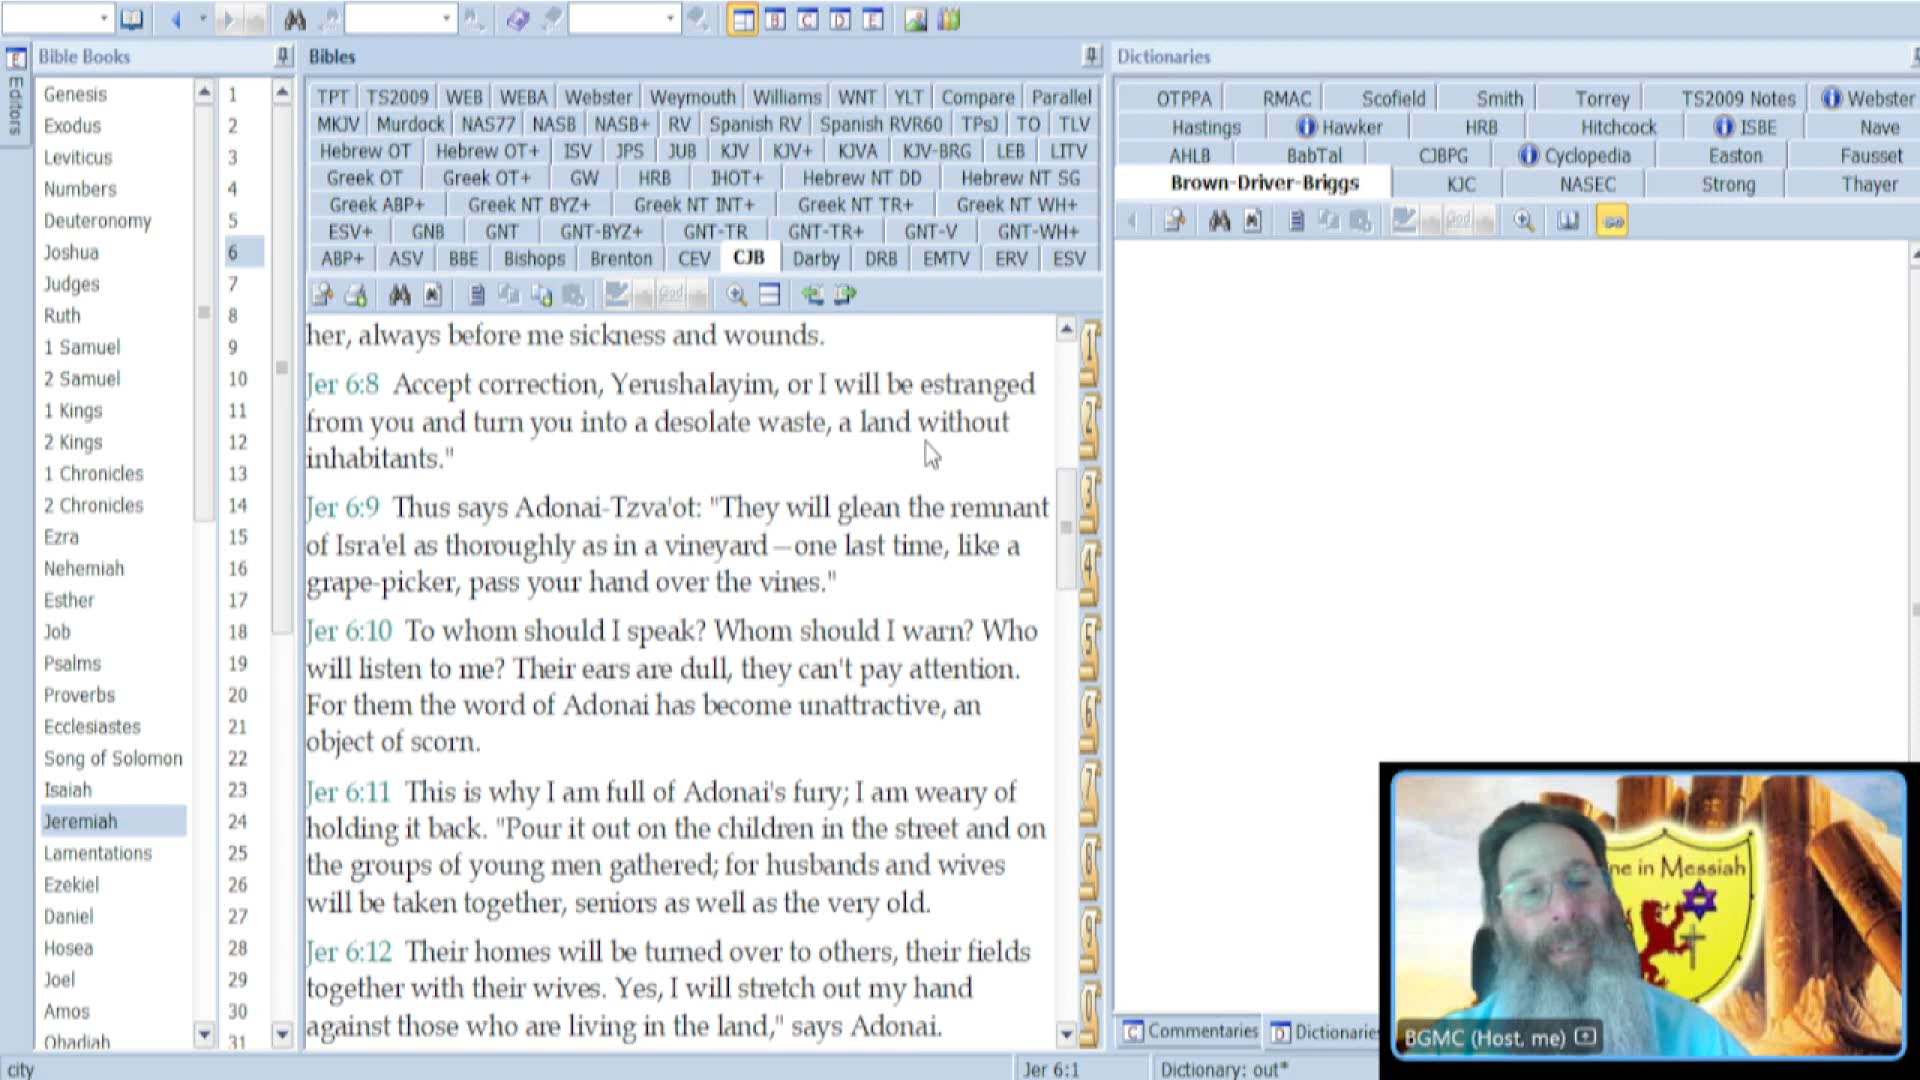 B C D E
Bible Books
Bibles
Dictionaries
E
Editors
Genesis
Exodus
Leviticus
Numbers
Deuteronomy
Joshua
Judges
Ruth
1 Samuel
2 Samuel
1 Kings
2 Kings
1 Chronicles
2 Chronicles
Ezra
Nehemiah
Esther
Job
Psalms
Proverbs
Ecclesiastes
Song of Solomon
Isaiah
Jeremiah
Lamentations
Ezekiel
Daniel
Hosea
Joel
Amos
Obadiah
1
2
3
4
5
6
7
8
9
10
11
12
13
14
15
16
17
18
19
20
21
22
23
24
25
26
27
28
29
30
31
TPT TS2009 WEB WEBA Webster Weymouth Williams WNT YLT Compare Parallel
MKJV Murdock NAS77 NASB NASB+ RV Spanish RV Spanish RVR60 TPsJ TO TLV
Hebrew OT Hebrew OT+ ISV JPS JUB KJV KJV+ KJVA KJV-BRG LEB LITV
Greek OT Greek OT+ GW HRB IHOT+ Hebrew NT DD Hebrew NT SG
Greek ABP+ Greek NT BYZ+ Greek NT INT+ Greek NT TR+ Greek NT WH+
ESV+ GNB GNT GNT-BYZ+ GNT-TR GNT-TR+ GNT-V GNT-WH+
ABP+ ASV BBE Bishops Brenton CEV CJB Darby DRB EMTV ERV ESV
God
her, always before me sickness and wounds.
Jer 6:8 Accept correction, Yerushalayim, or I will be estranged
from you and turn you into a desolate waste, a land without
inhabitants."
Jer 6:9 Thus says Adonai-Tzva'ot: "They will glean the remnant
of Isra'el as thoroughly as in a vineyard—one last time, like a
grape-picker, pass your hand over the vines."
Jer 6:10 To whom should I speak? Whom should I warn? Who
will listen to me? Their ears are dull, they can't pay attention.
For them the word of Adonai has become unattractive, an
object of scorn.
Jer 6:11 This is why I am full of Adonai's fury; I am weary of
holding it back. "Pour it out on the children in the street and on
the groups of young men gathered; for husbands and wives
will be taken together, seniors as well as the very old.
Jer 6:12 Their homes will be turned over to others, their fields
together with their wives. Yes, I will stretch out my hand
against those who are living in the land," says Adonai.
1
2
3
4
5
6
7
8
9
0
OTPPA RMAC Scofield Smith Torrey TS2009 Notes Webster
Hastings Hawker HRB Hitchcock ISBE Nave
AHLB BabTal CJBPG Cyclopedia Easton Fausset
Brown-Driver-Briggs KJC NASEC Strong Thayer
God
C Commentaries D Dictionarie
ne in Messiah
BGMC (Host, me)
city
Jer 6:1
Dictionary: out*